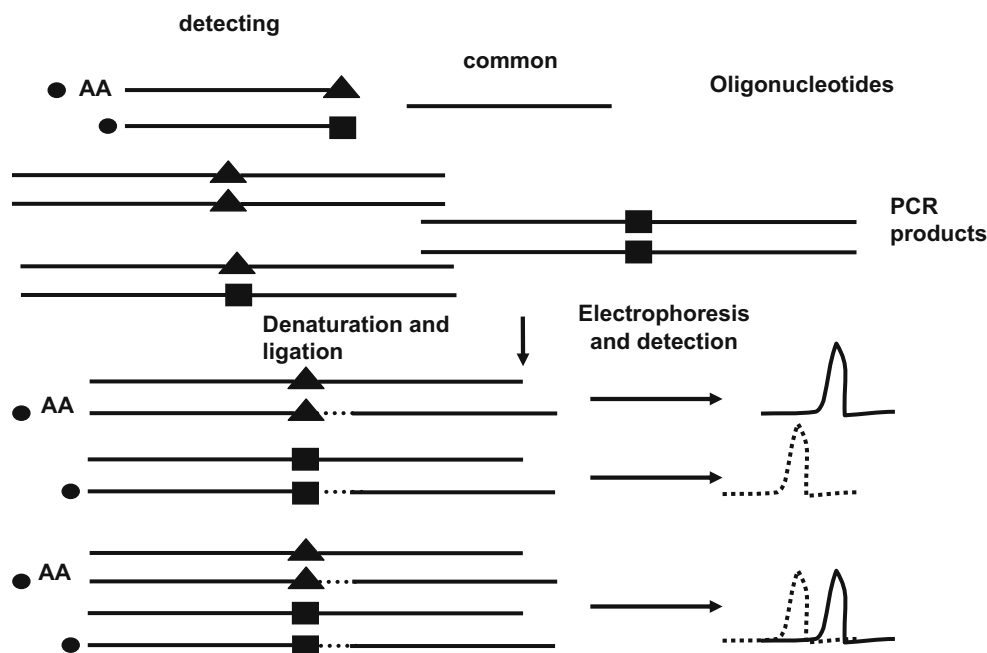 detecting
common
AA
Oligonucleotides
PCR
products
Denaturation and
ligation
Electrophoresis
and detection
AA
AA